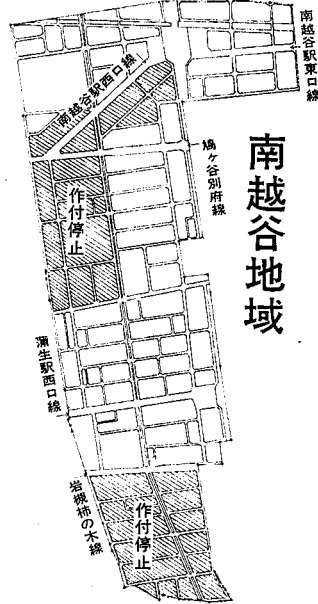 南越谷駅東口線
南越谷駅西口線
鳩ヶ谷別府線
南越谷地域
作付停止
蒲生駅西口線
岩槻柿の木線
作付停止